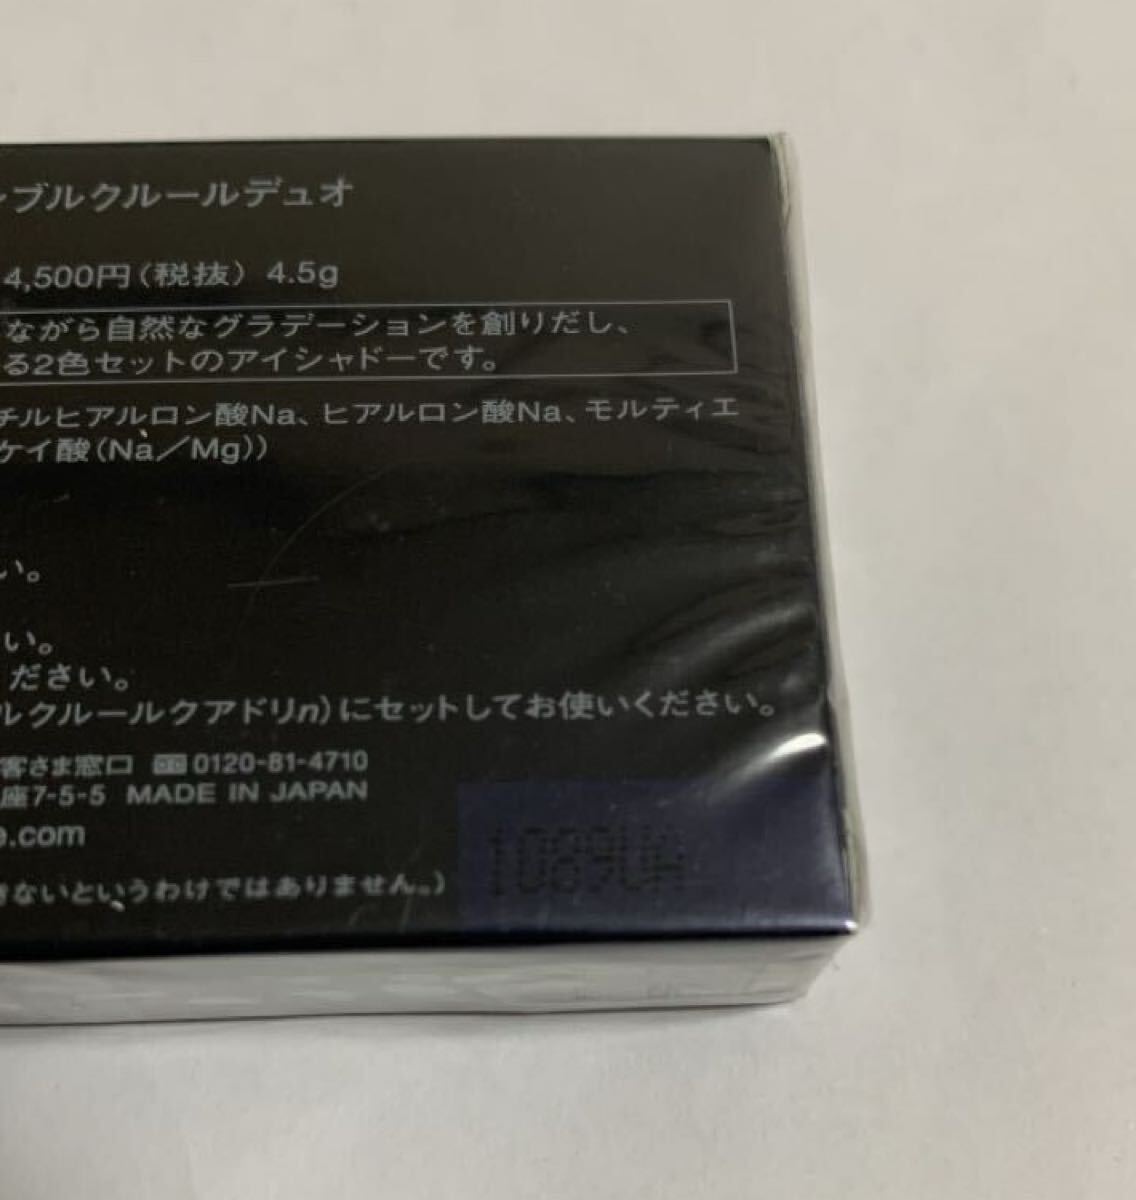 ンブルクルールデュオ
4,500円(税抜) 4.5g
ながら自然なグラデーションを創りだし、
る2色セットのアイシャドーです。
チルヒアルロン酸Na、ヒアルロン酸Na、モルティエ
ケイ酸(Na/Mg))
い。
い。
ください。
ルクルールクアドリn)にセットしてお使いください。
客さま窓口 0120-81-4710
座7-5-5 MADE IN JAPAN
e.com
きないというわけではありません。)
1089UA